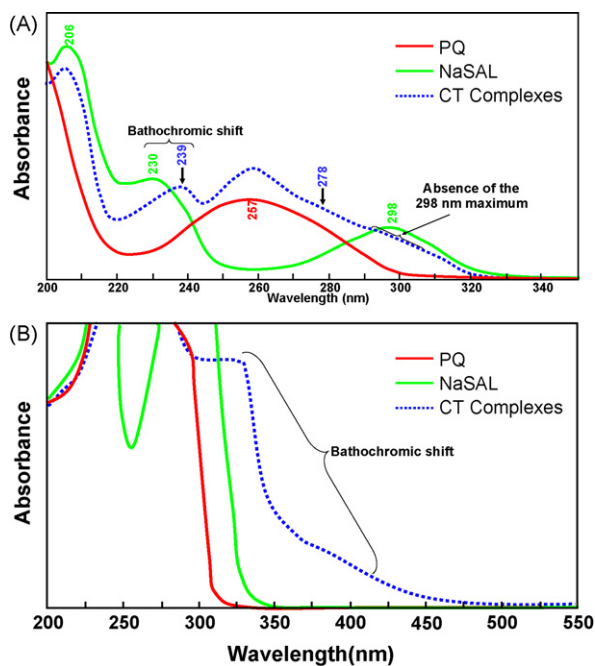 (A)
206
PQ
NaSAL
CT Complexes
Bathochromic shift
230
239
278
Absence of the
298 nm maximum
257
298
Absorbance
200 220 240 260 280 300 320 340
Wavelength (nm)
(B)
PQ
NaSAL
CT Complexes
Bathochromic shift
Absorbance
200 250 300 350 400 450 500 550
Wavelength(nm)